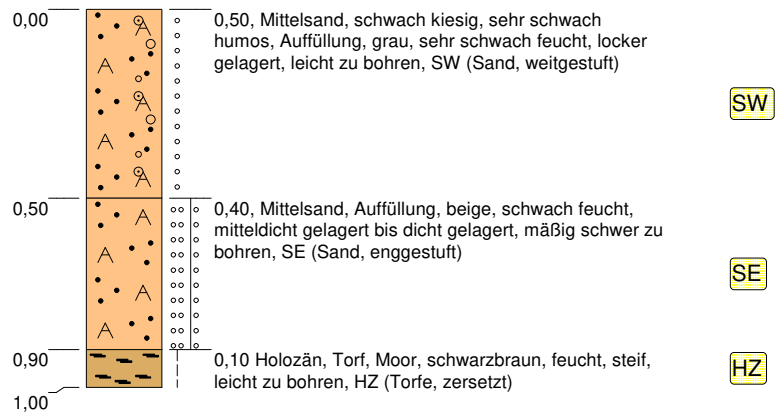 0,00
0,50, Mittelsand, schwach kiesig, sehr schwach
humos, Auffüllung, grau, sehr schwach feucht, locker
gelagert, leicht zu bohren, SW (Sand, weitgestuft)
SW
0,50
0,40, Mittelsand, Auffüllung, beige, schwach feucht,
mitteldicht gelagert bis dicht gelagert, mäßig schwer zu
bohren, SE (Sand, enggestuft)
SE
0,90
0,10 Holozän, Torf, Moor, schwarzbraun, feucht, steif,
leicht zu bohren, HZ (Torfe, zersetzt)
HZ
1,00